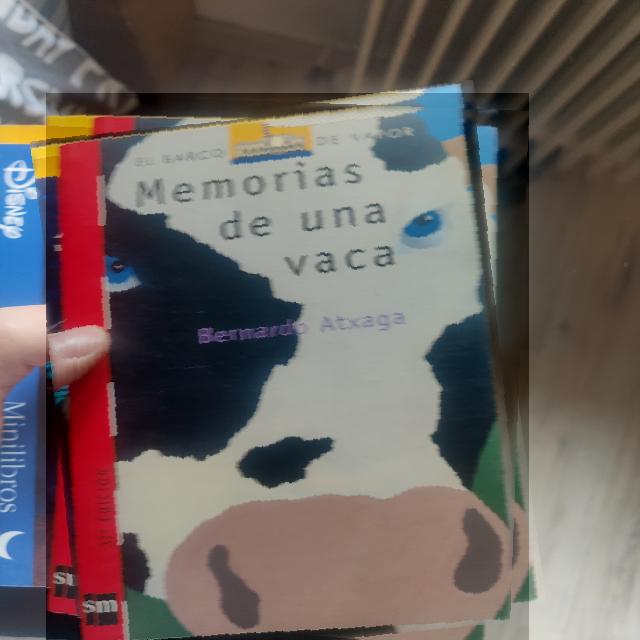 EL BARCO DE VAPOR
Memorias
de una
vaca
Bernardo Atxaga
sm
sm
Disney
Minilibros